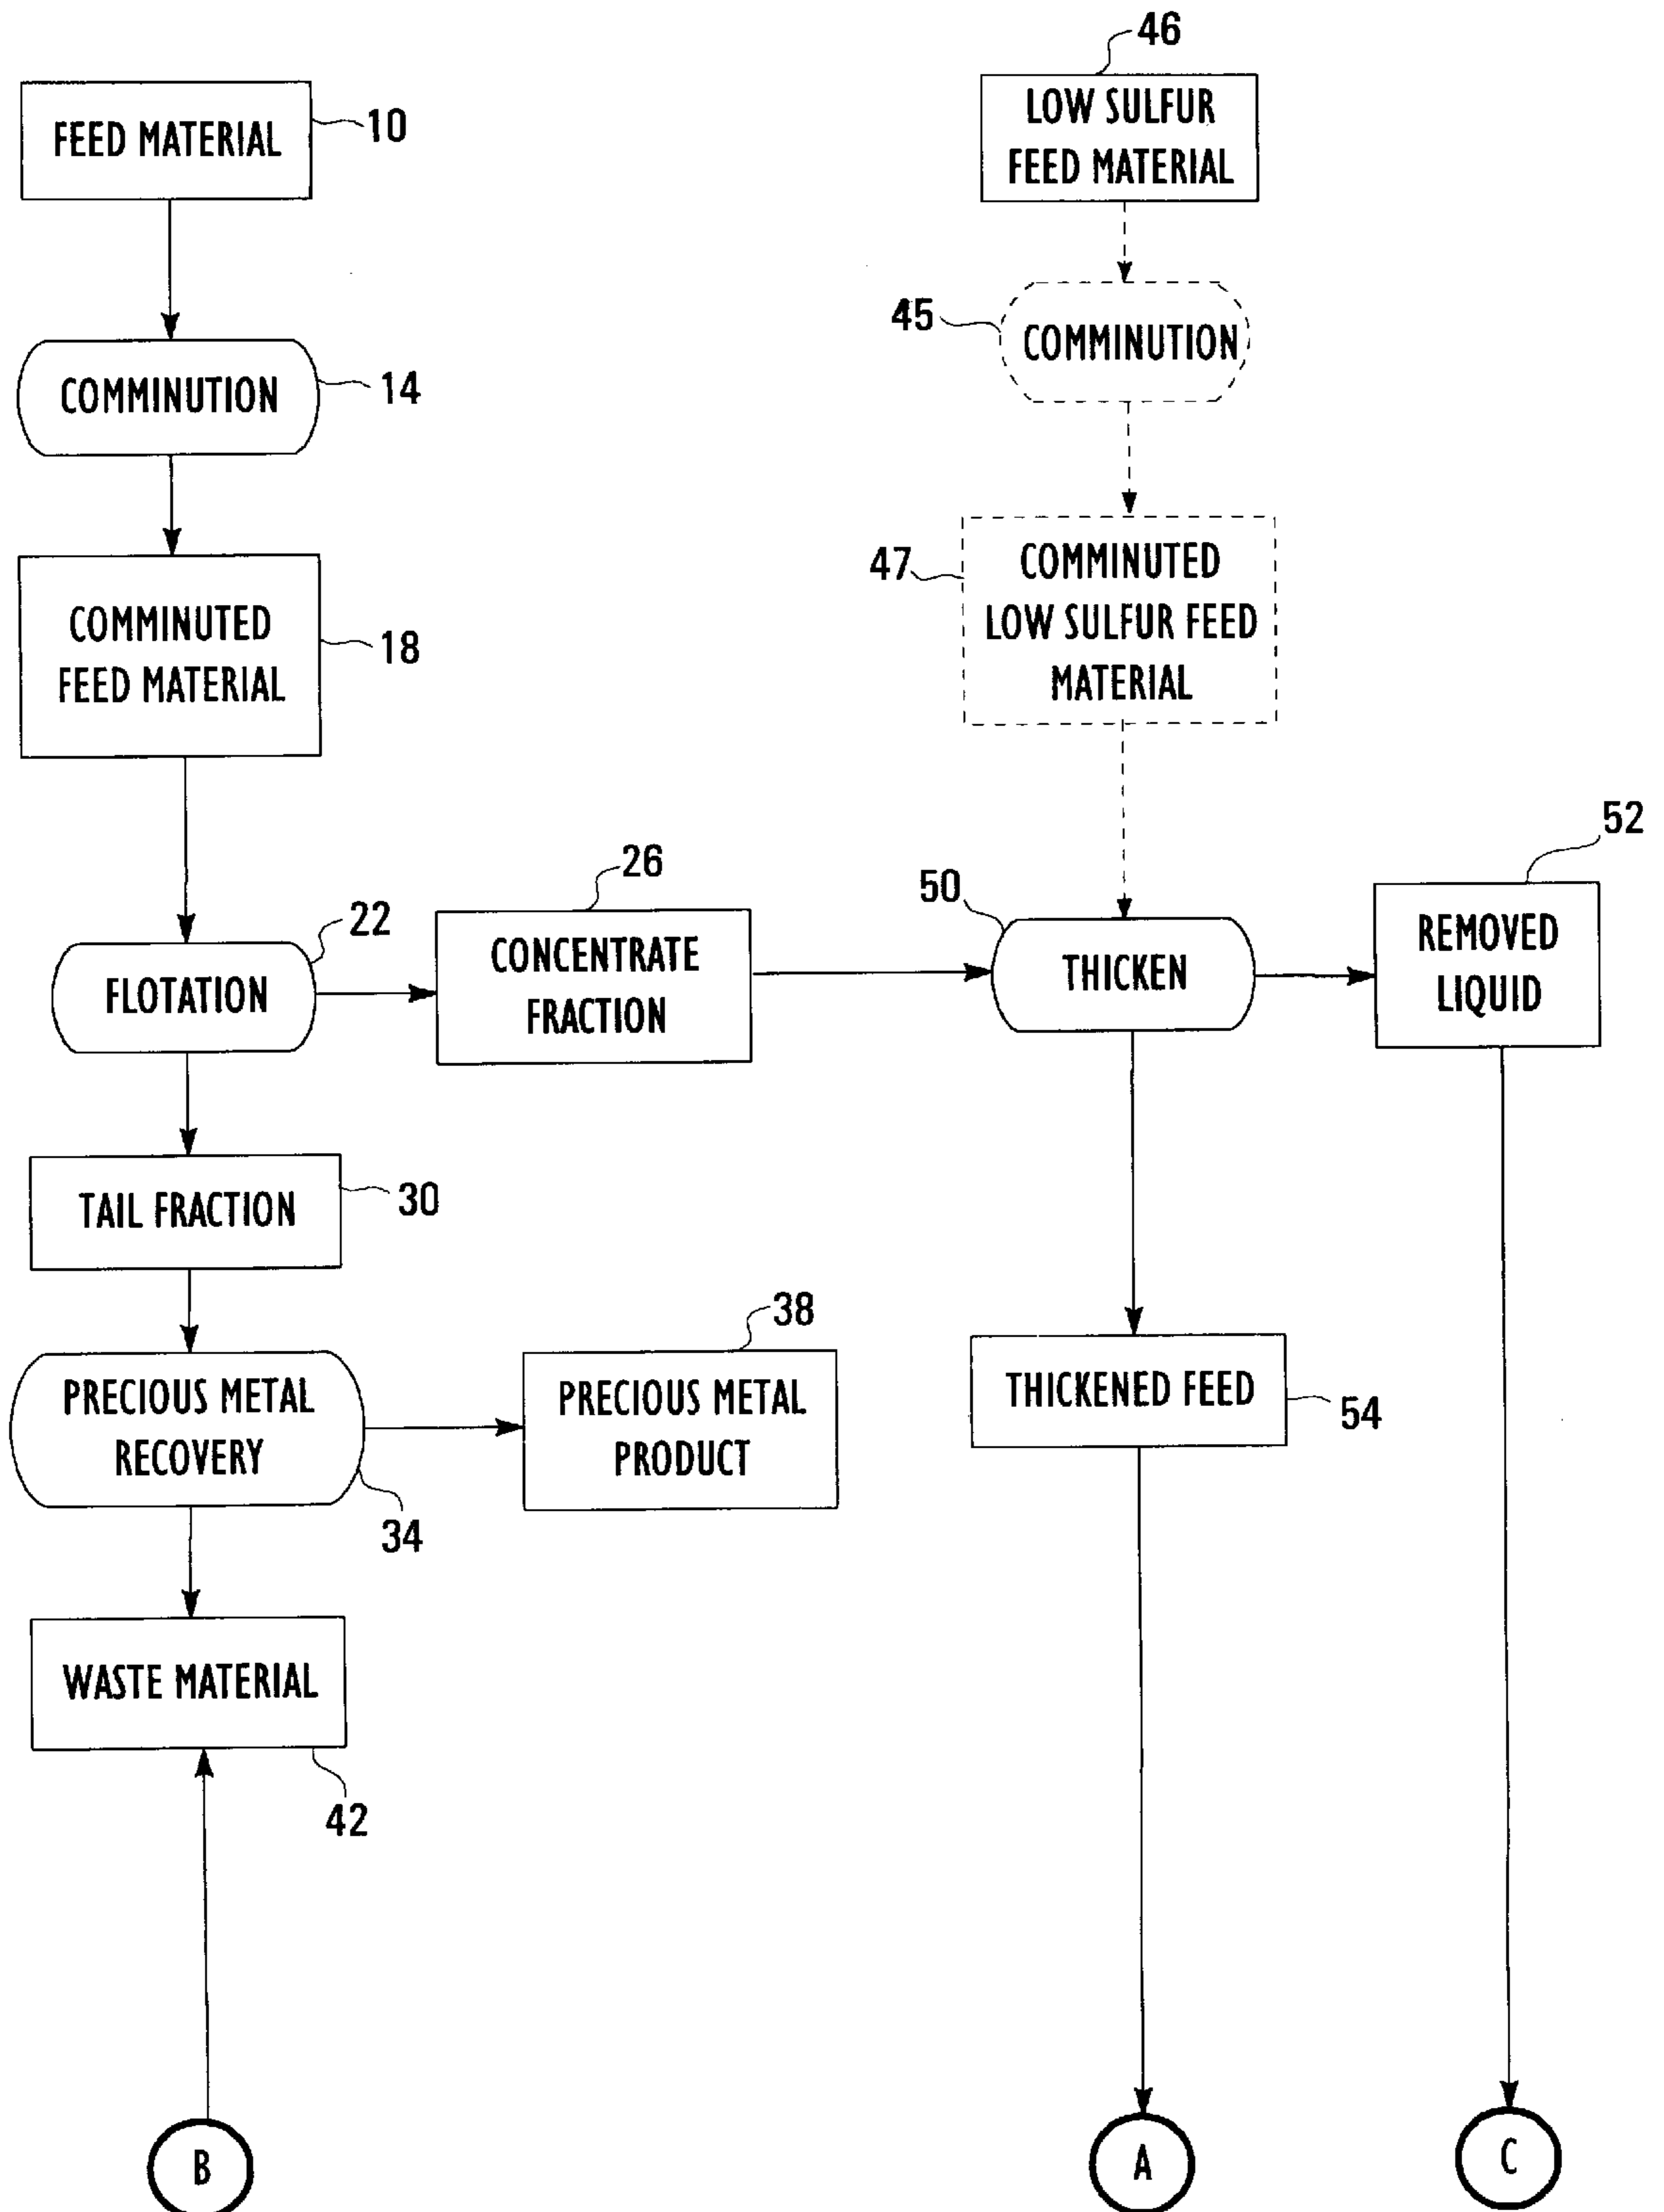 46
LOW SULFUR
FEED MATERIAL
FEED MATERIAL
10
45
COMMINUTION
COMMINUTION
14
47
COMMINUTED
LOW SULFUR FEED
MATERIAL
COMMINUTED
FEED MATERIAL
18
52
REMOVED
LIQUID
26
CONCENTRATE
FRACTION
50
THICKEN
22
FLOTATION
TAIL FRACTION
30
38
PRECIOUS METAL
PRODUCT
PRECIOUS METAL
RECOVERY
34
THICKENED FEED
54
WASTE MATERIAL
42
B
A
C